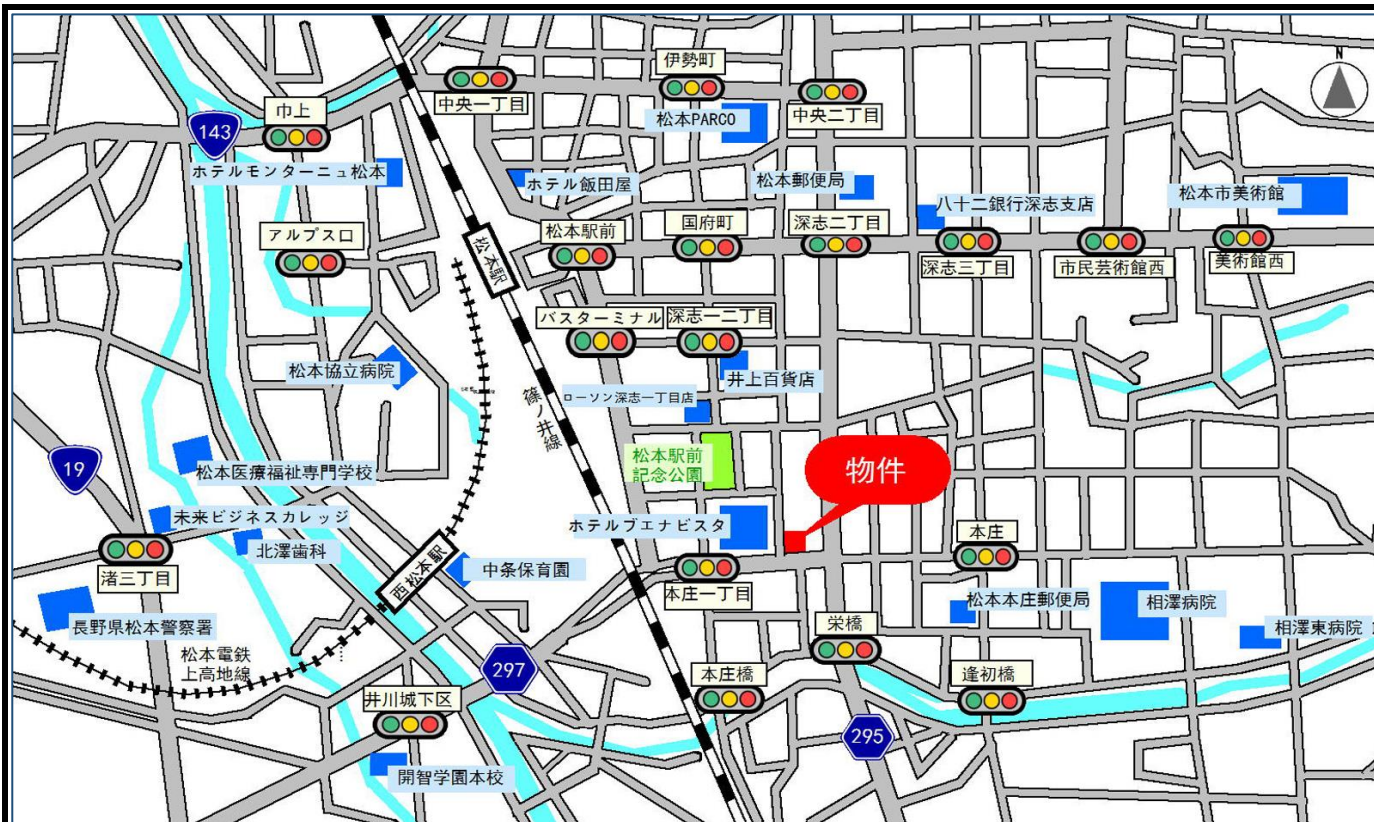 伊勢町
N
巾上
中央一丁目
中央二丁目
松本PARCO
143
ホテルモンターニュ松本
ホテル飯田屋
松本郵便局
八十二銀行深志支店
松本市美術館
アルプス口
松本駅
松本駅前
国府町
深志二丁目
深志三丁目
市民芸術館西
美術館西
バスターミナル
深志一二丁目
松本協立病院
井上百貨店
ローソン深志一丁目店
篠ノ井線
松本駅前
記念公園
物件
19
松本医療福祉専門学校
未来ビジネスカレッジ
北澤歯科
ホテルブエナビスタ
本庄
渚三丁目
西松本駅
中条保育園
本庄一丁目
松本本庄郵便局
相澤病院
長野県松本警察署
栄橋
相澤東病院
松本電鉄
上高地線
297
井川城下区
本庄橋
逢初橋
295
開智学園本校